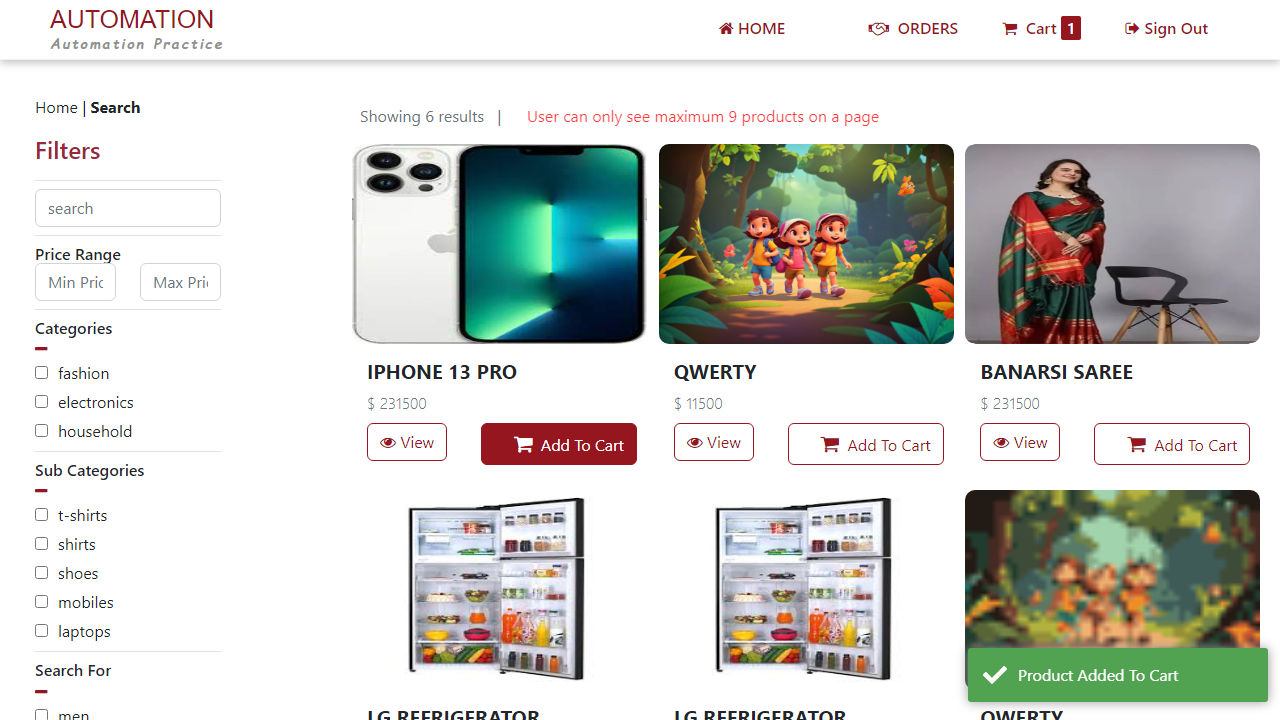 AUTOMATION
Automation Practice
HOME
ORDERS
Cart 1
Sign Out
Home | Search
Filters
search
Price Range
Min Pric
Max Pric
Categories
fashion
electronics
household
Sub Categories
t-shirts
shirts
shoes
mobiles
laptops
Search For
men
Showing 6 results |
User can only see maximum 9 products on a page
IPHONE 13 PRO
$ 231500
View
Add To Cart
QWERTY
$ 11500
View
Add To Cart
BANARSI SAREE
$ 231500
View
Add To Cart
LG REFRIGERATOR
LG REFRIGERATOR
QWERTY
Product Added To Cart